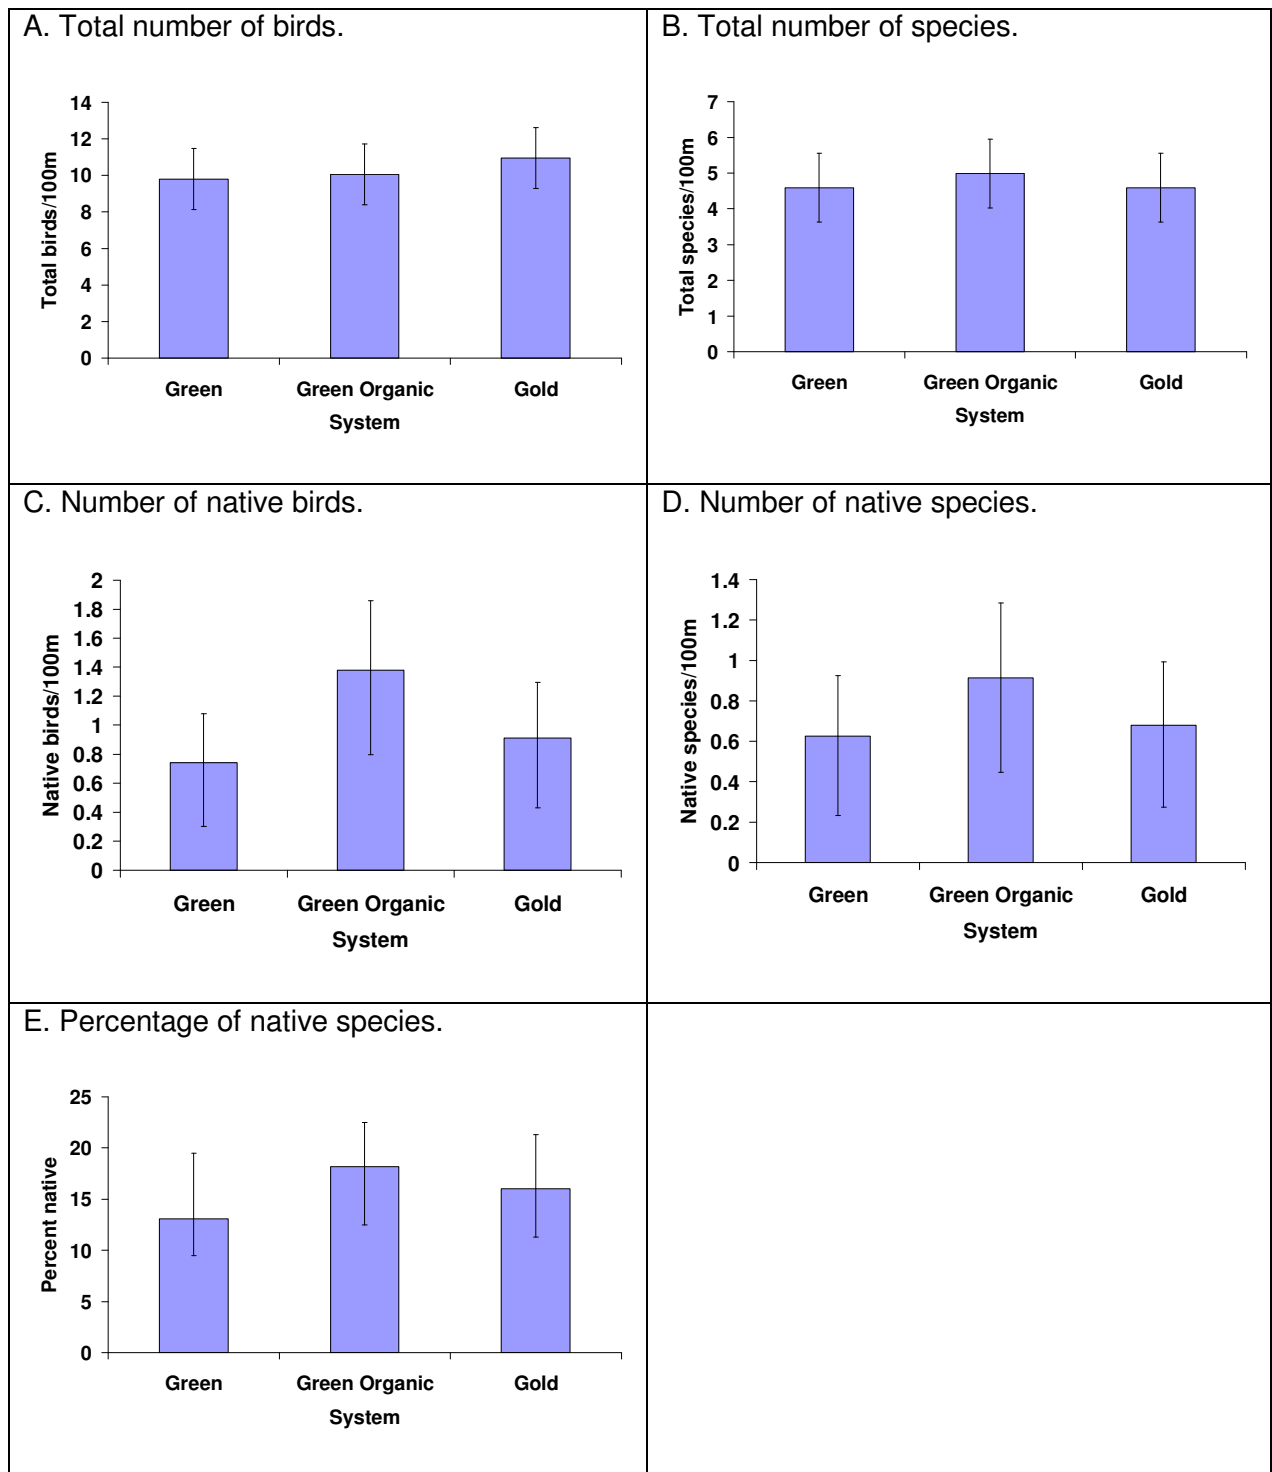 A. Total number of birds.
14
12
10
8
6
4
2
0
Total birds/100m
Green Green Organic Gold
System
B. Total number of species.
7
6
5
4
3
2
1
0
Total species/100m
Green Green Organic Gold
System
C. Number of native birds.
2
1.8
1.6
1.4
1.2
1
0.8
0.6
0.4
0.2
0
Native birds/100m
Green Green Organic Gold
System
D. Number of native species.
1.4
1.2
1
0.8
0.6
0.4
0.2
0
Native species/100m
Green Green Organic Gold
System
E. Percentage of native species.
25
20
15
10
5
0
Percent native
Green Green Organic Gold
System